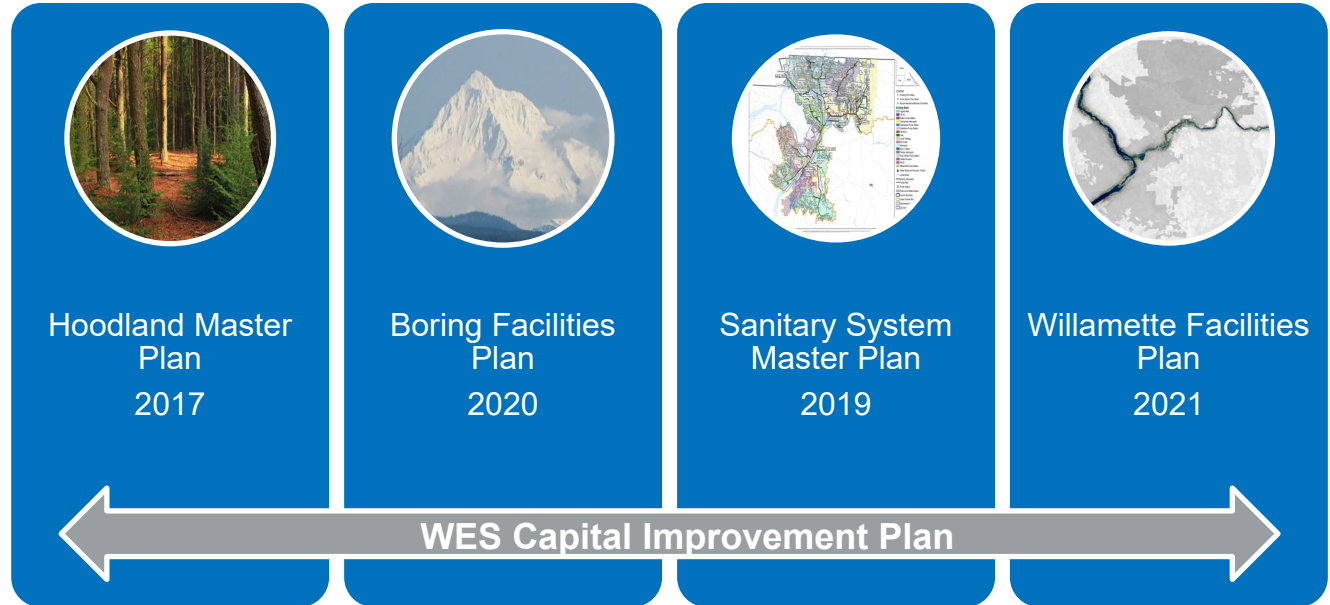 Hoodland Master
Plan
2017
Boring Facilities
Plan
2020
Sanitary System
Master Plan
2019
Willamette Facilities
Plan
2021
WES Capital Improvement Plan